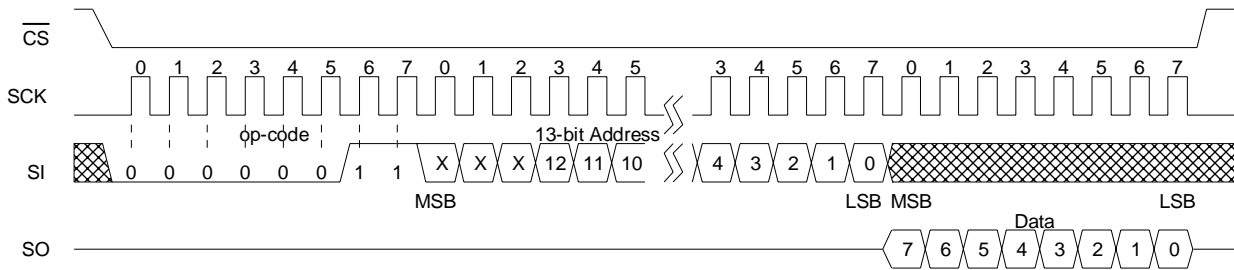 CS
0 1 2 3 4 5 6 7 0 1 2 3 4 5 3 4 5 6 7 0 1 2 3 4 5 6 7
SCK
op-code 13-bit Address
SI 0 0 0 0 0 0 1 1 X X X 12 11 10 4 3 2 1 0
MSB LSB MSB LSB
Data
SO 7 6 5 4 3 2 1 0